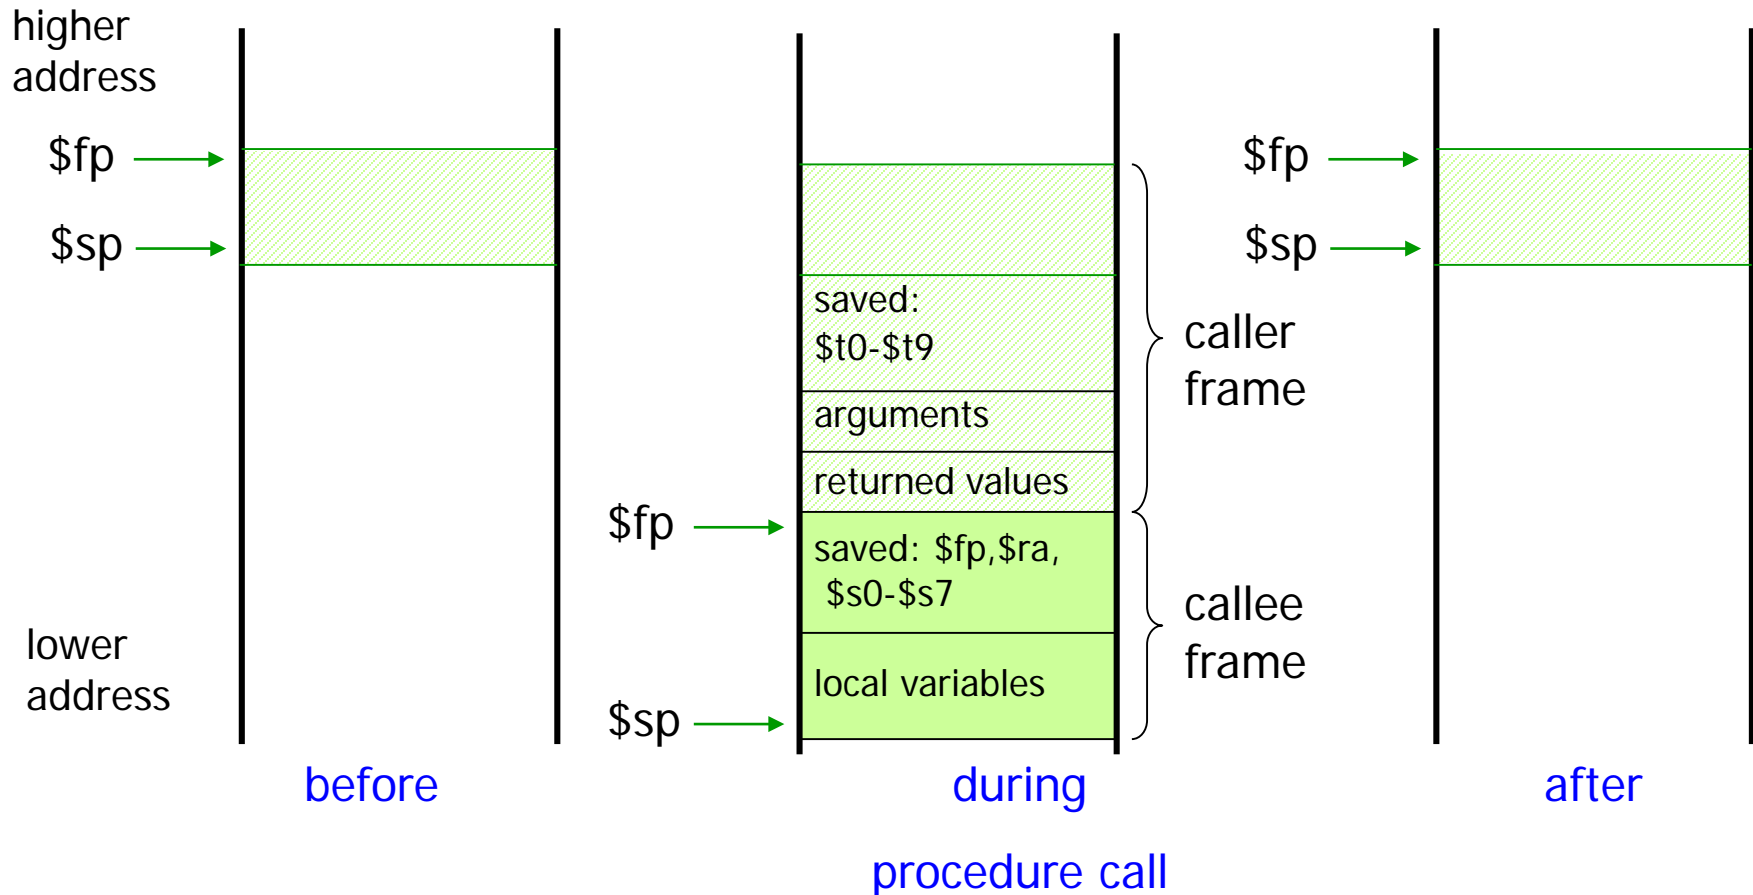 higher
address
$fp
$sp
lower
address
before
saved:
$t0-$t9
arguments
returned values
$fp
saved: $fp,$ra,
$s0-$s7
local variables
$sp
caller
frame
callee
frame
during
$fp
$sp
after
procedure call